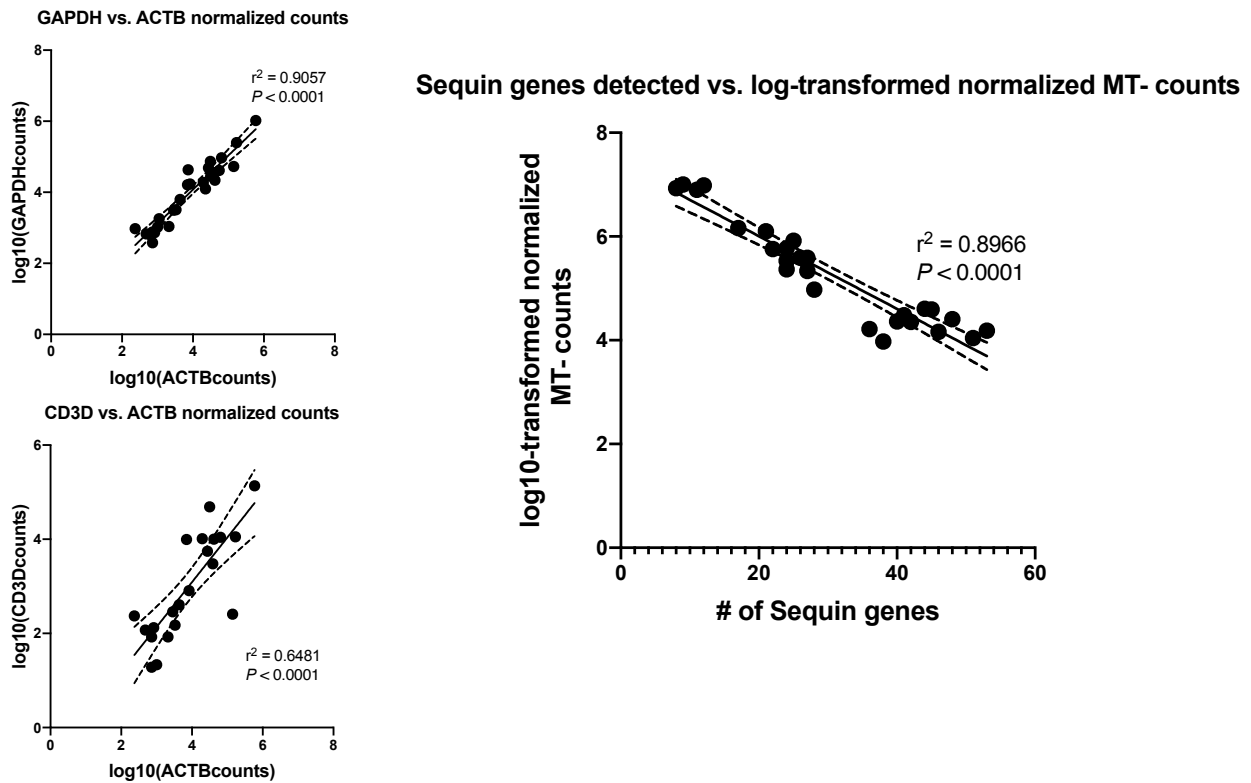 GAPDH vs. ACTB normalized counts
8
6
4
2
0
0
2
4
6
8
log10(GAPDHcounts)
log10(ACTBcounts)
r² = 0.9057
P < 0.0001
CD3D vs. ACTB normalized counts
6
4
2
0
0
2
4
6
8
log10(CD3Dcounts)
log10(ACTBcounts)
r² = 0.6481
P < 0.0001
Sequin genes detected vs. log-transformed normalized MT- counts
8
6
4
2
0
0
20
40
60
log10-transformed normalized
MT- counts
# of Sequin genes
r² = 0.8966
P < 0.0001